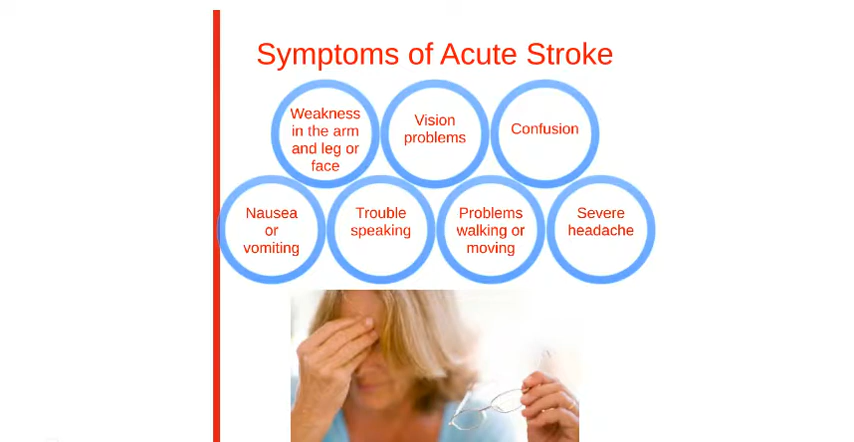 Symptoms of Acute Stroke
Weakness
in the arm
and leg or
face
Vision
problems
Confusion
Nausea
or
vomiting
Trouble
speaking
Problems
walking or
moving
Severe
headache